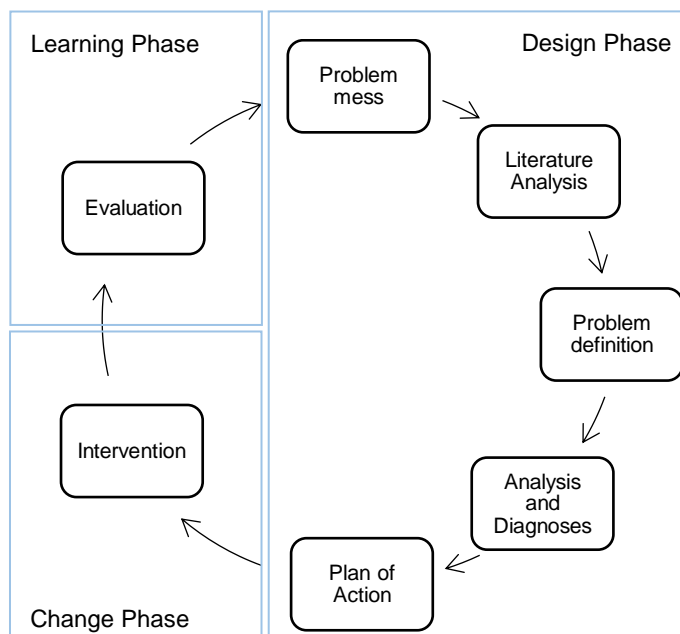 Learning Phase
Design Phase
Problem
mess
Literature
Analysis
Evaluation
Problem
definition
Intervention
Analysis
and
Diagnoses
Plan of
Action
Change Phase